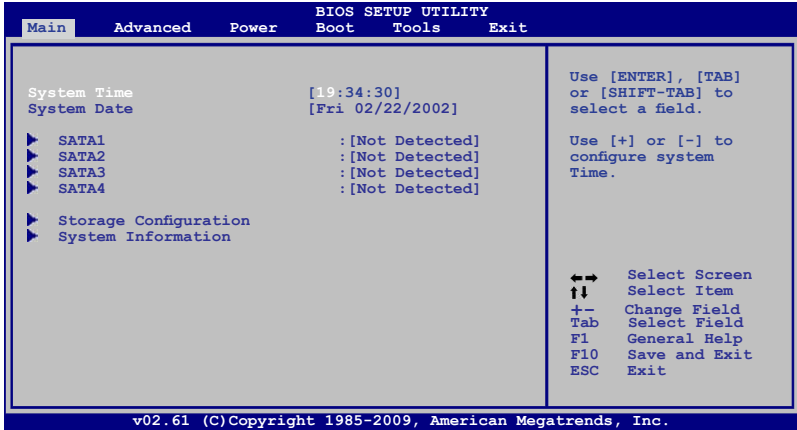 BIOS SETUP UTILITY
Main Advanced Power Boot Tools Exit
System Time [19:34:30]
System Date [Fri 02/22/2002]
SATA1 :[Not Detected]
SATA2 :[Not Detected]
SATA3 :[Not Detected]
SATA4 :[Not Detected]
Storage Configuration
System Information
Use [ENTER], [TAB]
or [SHIFT-TAB] to
select a field.
Use [+] or [-] to
configure system
Time.
←→ Select Screen
↑↓ Select Item
+- Change Field
Tab Select Field
F1 General Help
F10 Save and Exit
ESC Exit
v02.61 (C)Copyright 1985-2009, American Megatrends, Inc.